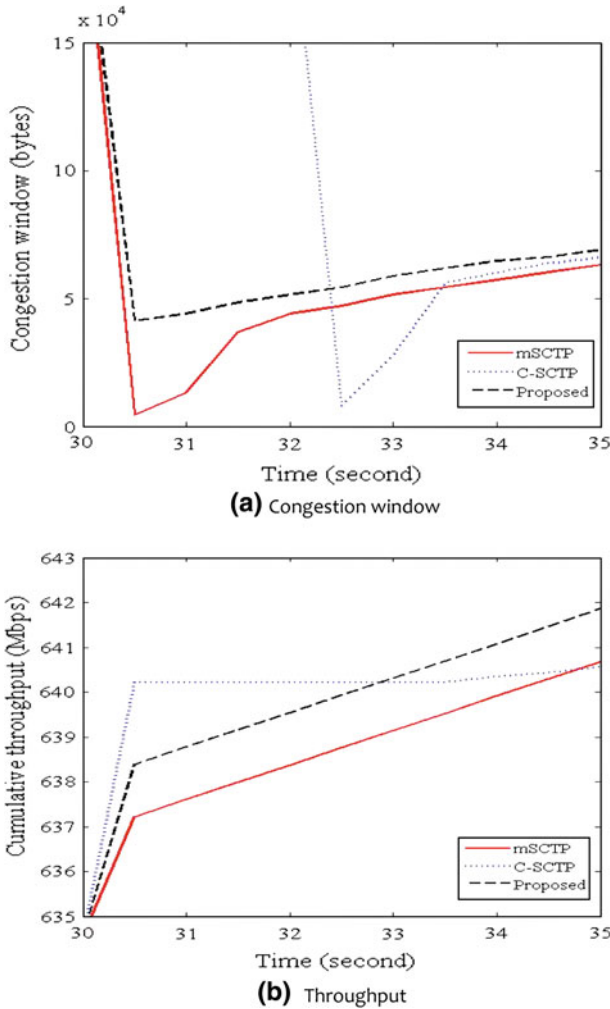 x 10⁴
15
10
5
0
Congestion window (bytes)
mSCTP
C-SCTP
Proposed
30 31 32 33 34 35
Time (second)
(a) Congestion window
643
642
641
640
639
638
637
636
635
Cumulative throughput (Mbps)
mSCTP
C-SCTP
Proposed
30 31 32 33 34 35
Time (second)
(b) Throughput